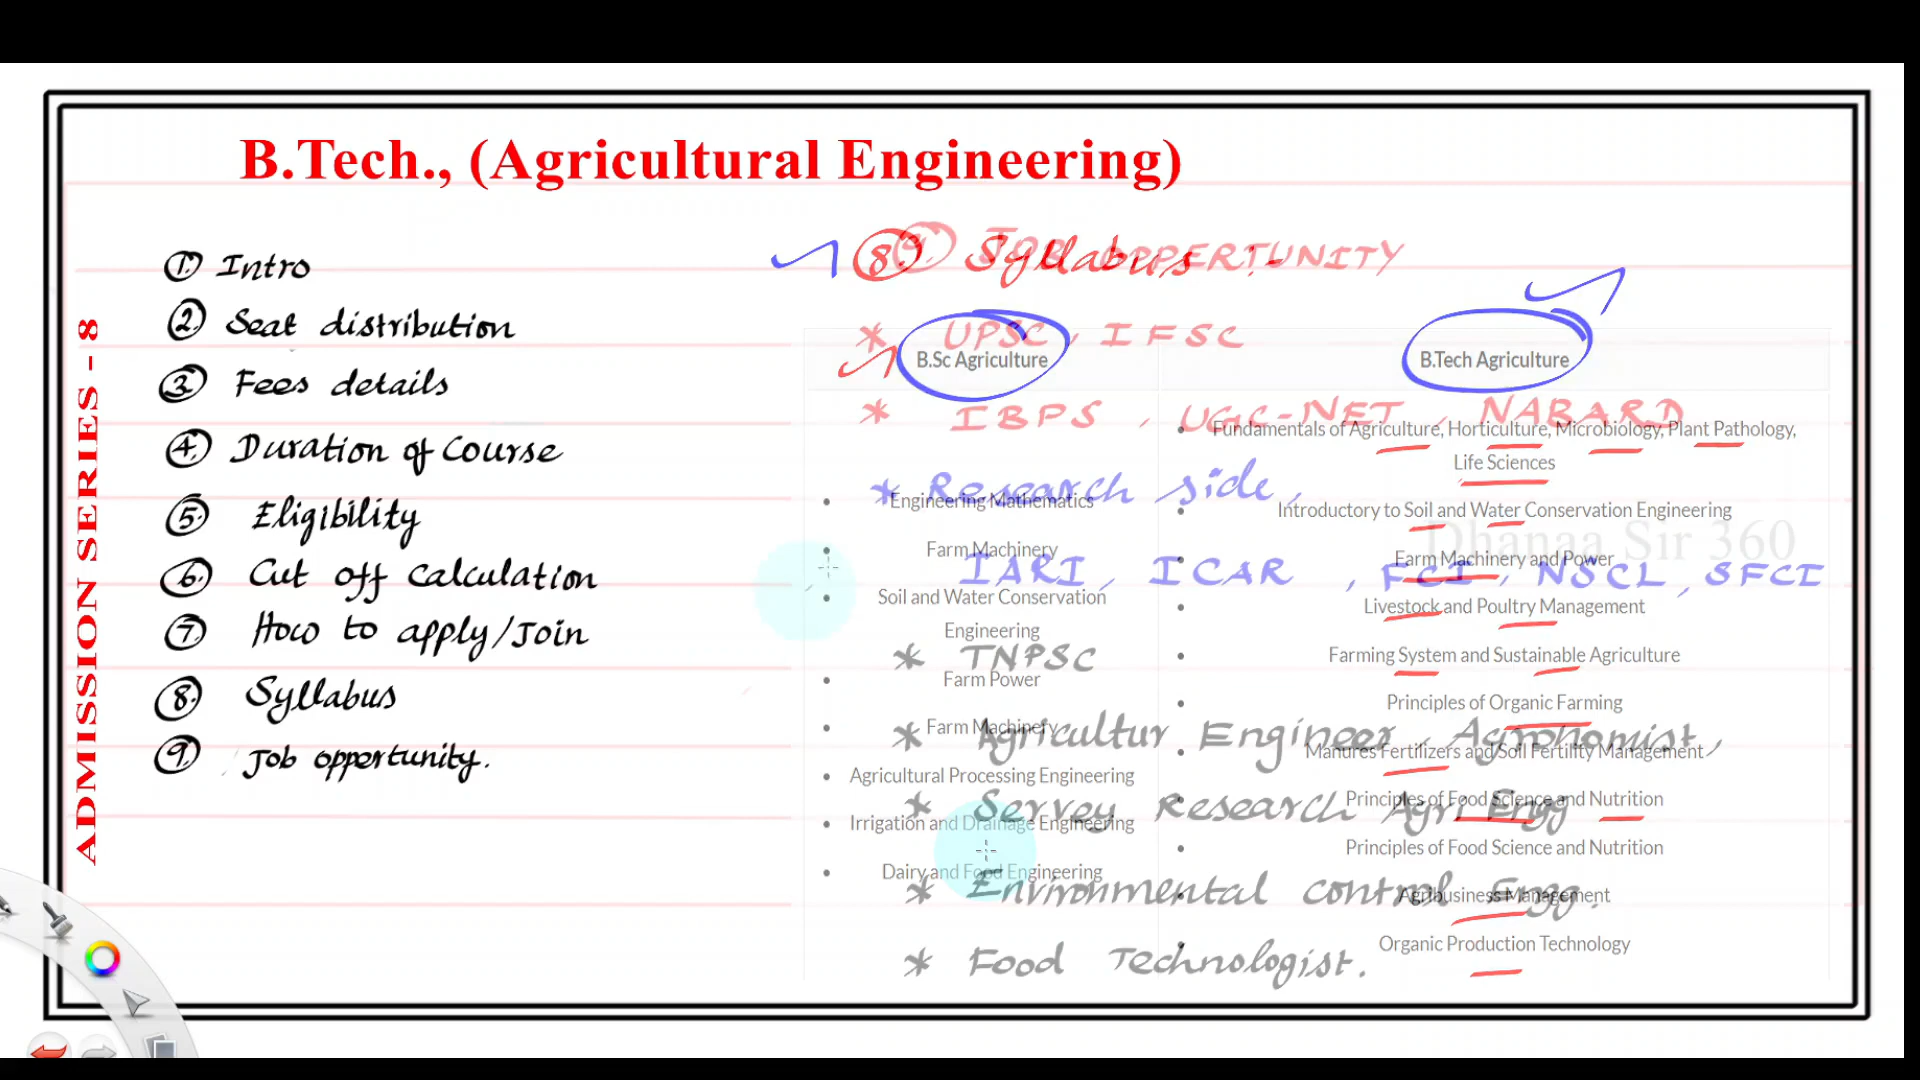 B.Tech., (Agricultural Engineering)
ADMISSION SERIES - 8
1. Intro
2. Seat distribution
3. Fees details
4. Duration of Course
5. Eligibility
6. Cut off calculation
7. How to apply/Join
8. Syllabus
9. Job opportunity.
8. Syllabus :-
9. JOB OPPERTUNITY
* UPSC, IFSC
* IBPS, UGC-NET, NABARD
* Research side,
IARI, ICAR, FCI, NSCL, SFCI
* TNPSC
* Agricultur Engineer, Agrohomist,
* Servey Research Agri Engg
* Environmental control Engg.
* Food Technologist.
B.Sc Agriculture
• Engineering Mathematics
• Farm Machinery
• Soil and Water Conservation
Engineering
• Farm Power
• Farm Machinery
• Agricultural Processing Engineering
• Irrigation and Drainage Engineering
• Dairy and Food Engineering
B.Tech Agriculture
• Fundamentals of Agriculture, Horticulture, Microbiology, Plant Pathology,
Life Sciences
• Introductory to Soil and Water Conservation Engineering
• Farm Machinery and Power
• Livestock and Poultry Management
• Farming System and Sustainable Agriculture
• Principles of Organic Farming
• Manures Fertilizers and Soil Fertility Management
• Principles of Food Science and Nutrition
• Principles of Food Science and Nutrition
• Agribusiness Management
• Organic Production Technology
Dhanaa Sir 360